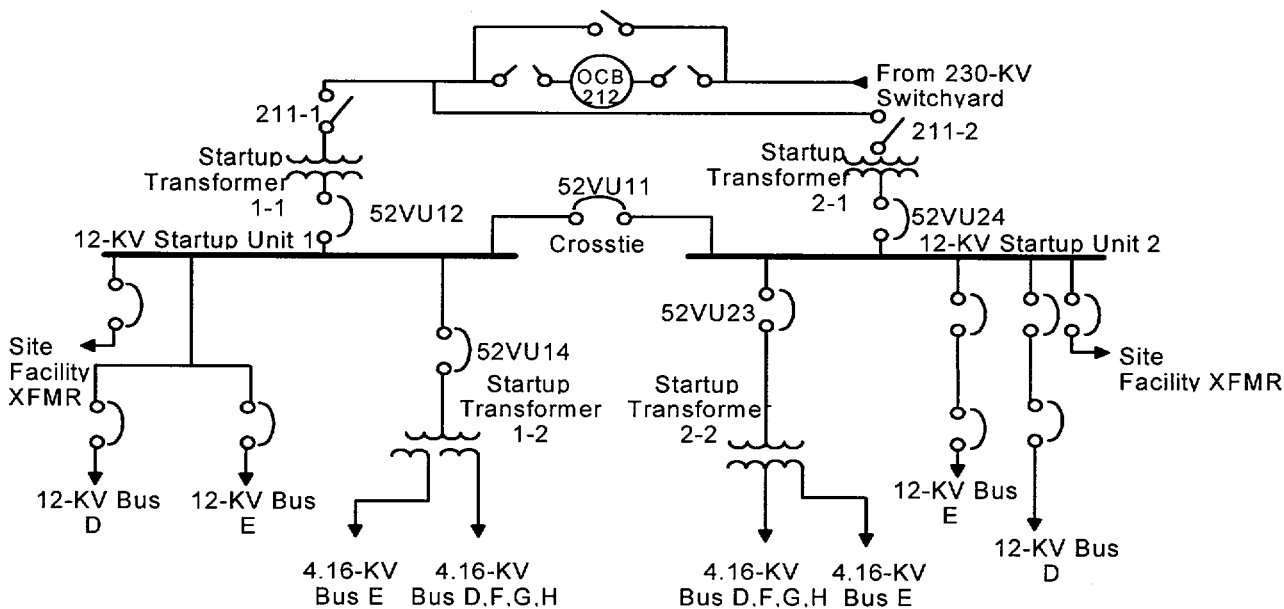 OCB
212
From 230-KV
Switchyard
211-1
211-2
Startup
Transformer
1-1
Startup
Transformer
2-1
52VU11
52VU12
52VU24
Crosstie
12-KV Startup Unit 1
12-KV Startup Unit 2
52VU23
52VU14
Site
Facility
XFMR
Startup
Transformer
1-2
Startup
Transformer
2-2
Site
Facility XFMR
12-KV Bus
D
12-KV Bus
E
12-KV Bus
E
12-KV Bus
D
4.16-KV
Bus E
4.16-KV
Bus D,F,G,H
4.16-KV
Bus D,F,G,H
4.16-KV
Bus E